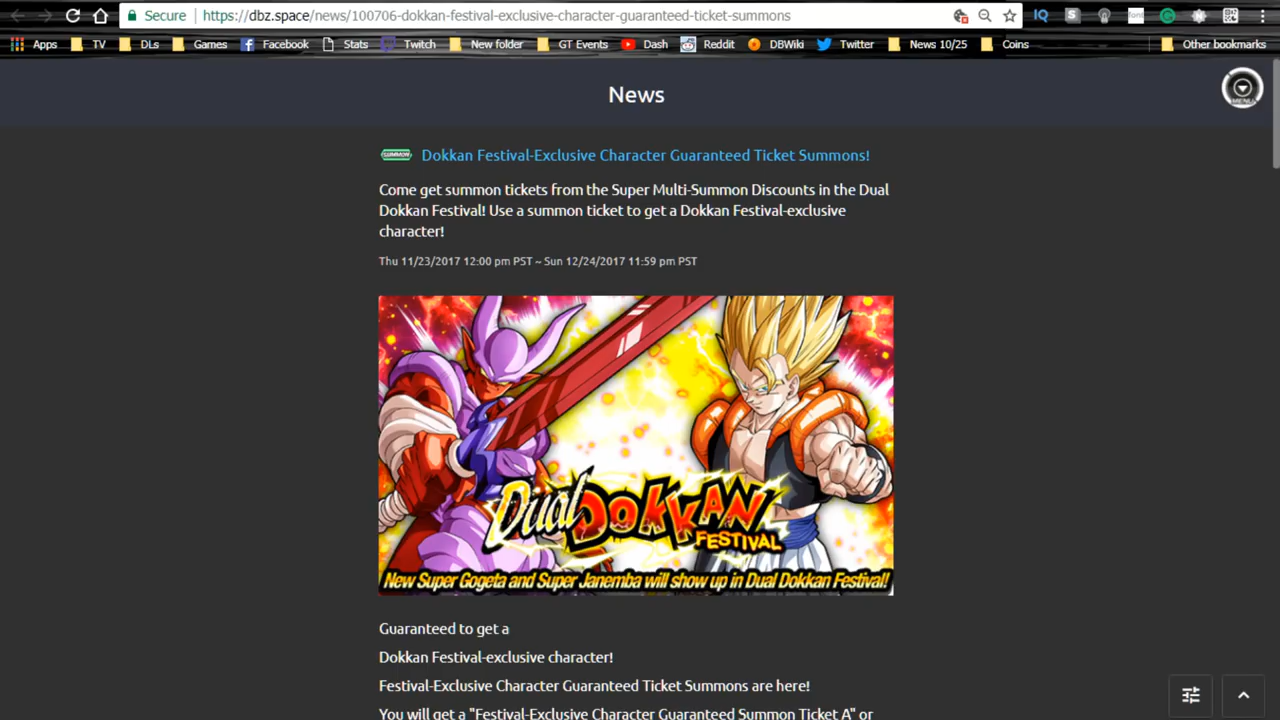 Secure https://dbz.space/news/100706-dokkan-festival-exclusive-character-guaranteed-ticket-summons
Apps TV DLs Games Facebook Stats Twitch New folder GT Events Dash Reddit DBWiki Twitter News 10/25 Coins Other bookmarks
News
MENU
SUMMON Dokkan Festival-Exclusive Character Guaranteed Ticket Summons!
Come get summon tickets from the Super Multi-Summon Discounts in the Dual
Dokkan Festival! Use a summon ticket to get a Dokkan Festival-exclusive
character!
Thu 11/23/2017 12:00 pm PST ~ Sun 12/24/2017 11:59 pm PST
Dual DOKKAN
FESTIVAL
New Super Gogeta and Super Janemba will show up in Dual Dokkan Festival!
Guaranteed to get a
Dokkan Festival-exclusive character!
Festival-Exclusive Character Guaranteed Ticket Summons are here!
You will get a "Festival-Exclusive Character Guaranteed Summon Ticket A" or